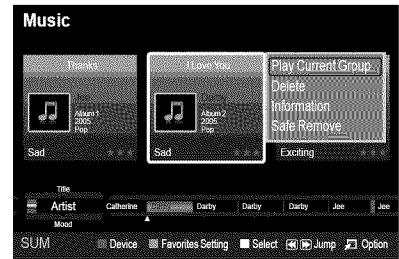 Music
Thanks
I Love You
Play Current Group
Delete
Information
Safe Remove
Jee
Album 1
2005
Pop
Sad
Darby
Album 2
2005
Pop
Sad
Exciting
Title
Artist
Mood
Catherine
Darby
Darby
Darby
Jee
Jee
SUM
Device
Favorites Setting
Select
Jump
Option